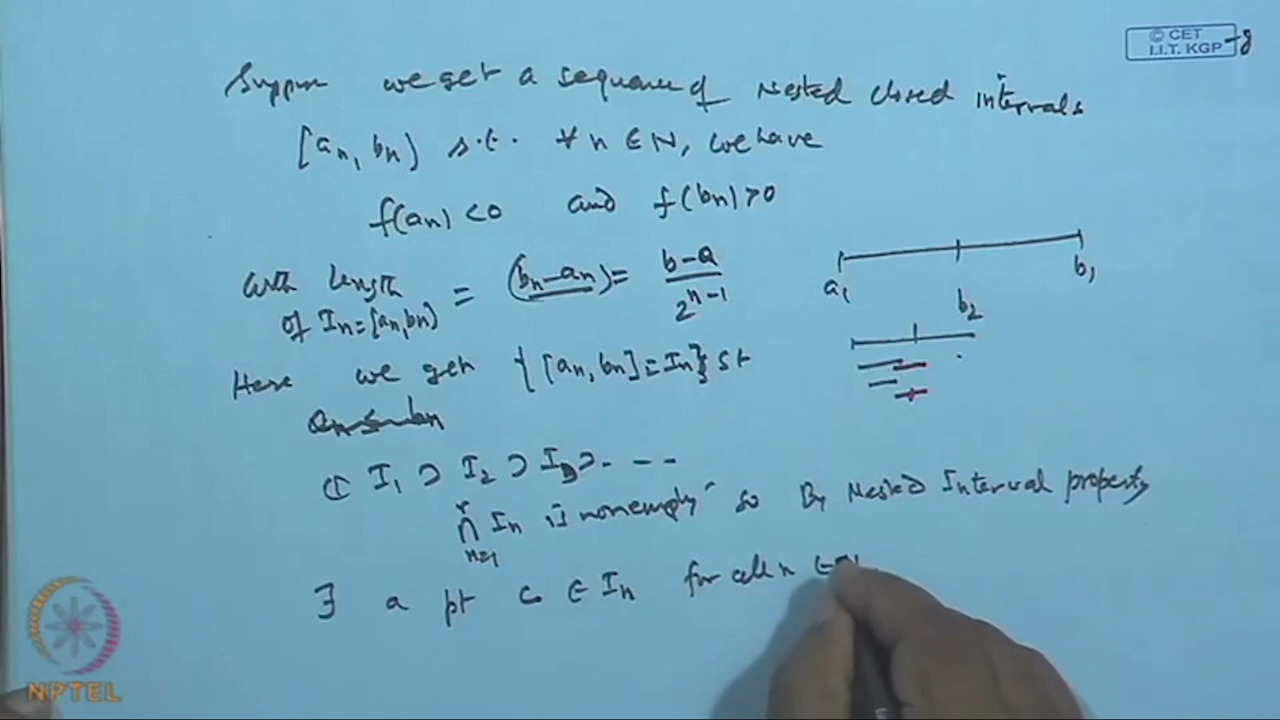 © CET
I.I.T. KGP -8
Suppose we get a sequence of Nested closed intervals
[an, bn] s.t. ∀ n ∈ N, we have
f(an) < 0 and f(bn) > 0
with length of In = [an, bn] = (bn - an) = b-a / 2^n-1
a1 b1
b2
Here we get {[an, bn] = In} st
I1 ⊃ I2 ⊃ I3 ⊃ . - - -
∩ n=1 In is nonempty so By Nested Interval property
∃ a pt c ∈ In for all n ∈ N
NPTEL